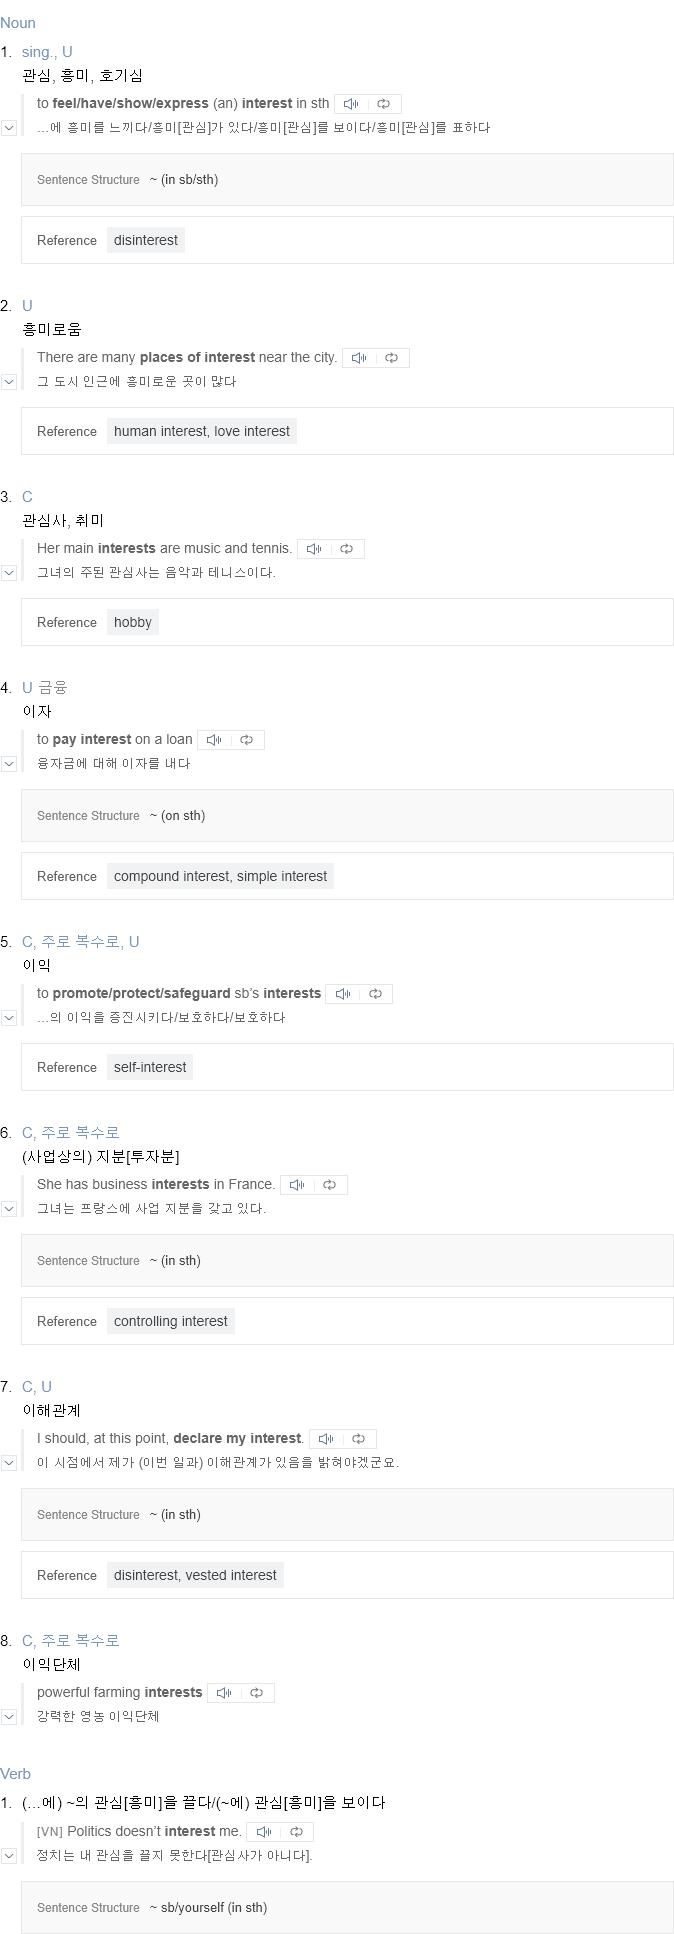 Noun
1. sing., U
관심, 흥미, 호기심
to feel/have/show/express (an) interest in sth
…에 흥미를 느끼다/흥미[관심]가 있다/흥미[관심]를 보이다/흥미[관심]를 표하다
Sentence Structure ~ (in sb/sth)
Reference disinterest
2. U
흥미로움
There are many places of interest near the city.
그 도시 인근에 흥미로운 곳이 많다
Reference human interest, love interest
3. C
관심사, 취미
Her main interests are music and tennis.
그녀의 주된 관심사는 음악과 테니스이다.
Reference hobby
4. U 금융
이자
to pay interest on a loan
융자금에 대해 이자를 내다
Sentence Structure ~ (on sth)
Reference compound interest, simple interest
5. C, 주로 복수로, U
이익
to promote/protect/safeguard sb's interests
…의 이익을 증진시키다/보호하다/보호하다
Reference self-interest
6. C, 주로 복수로
(사업상의) 지분[투자분]
She has business interests in France.
그녀는 프랑스에 사업 지분을 갖고 있다.
Sentence Structure ~ (in sth)
Reference controlling interest
7. C, U
이해관계
I should, at this point, declare my interest.
이 시점에서 제가 (이번 일과) 이해관계가 있음을 밝혀야겠군요.
Sentence Structure ~ (in sth)
Reference disinterest, vested interest
8. C, 주로 복수로
이익단체
powerful farming interests
강력한 영농 이익단체
Verb
1. (…에) ~의 관심[흥미]을 끌다/(~에) 관심[흥미]을 보이다
[VN] Politics doesn't interest me.
정치는 내 관심을 끌지 못한다[관심사가 아니다].
Sentence Structure ~ sb/yourself (in sth)